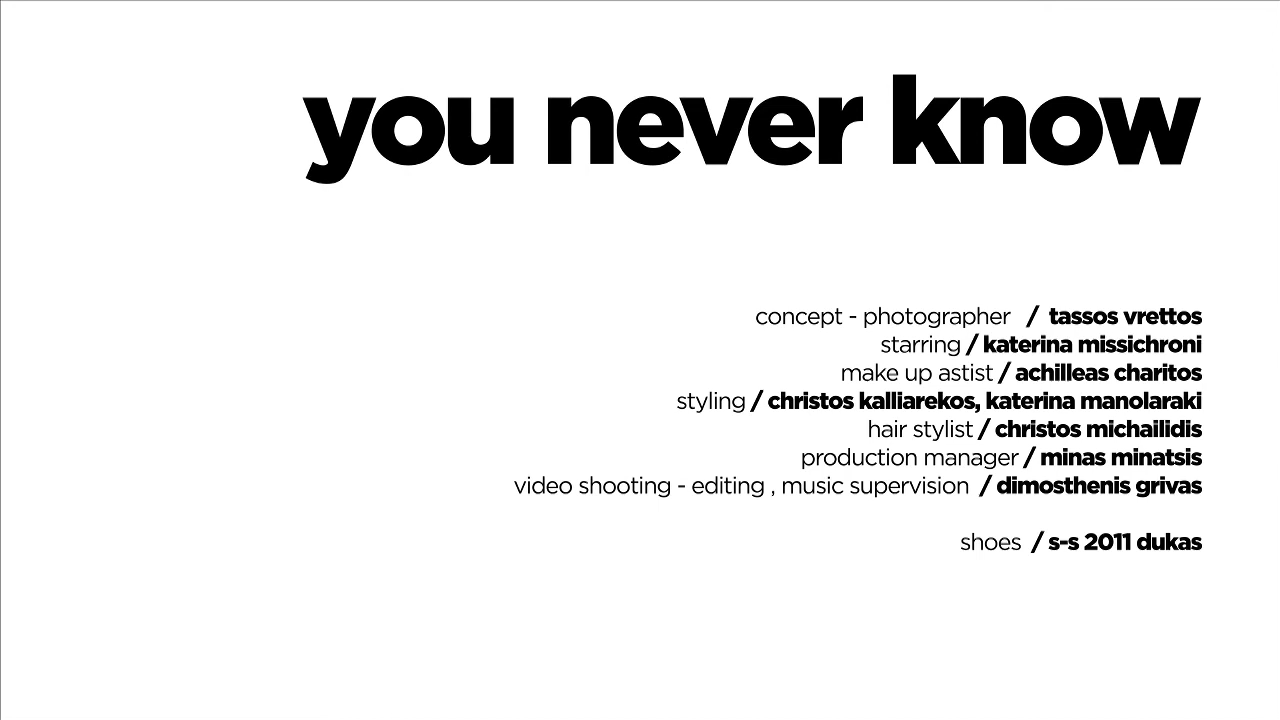 you never know
concept - photographer / tassos vrettos
starring / katerina missichroni
make up astist / achilleas charitos
styling / christos kalliarekos, katerina manolaraki
hair stylist / christos michailidis
production manager / minas minatsis
video shooting - editing , music supervision / dimosthenis grivas
shoes / s-s 2011 dukas